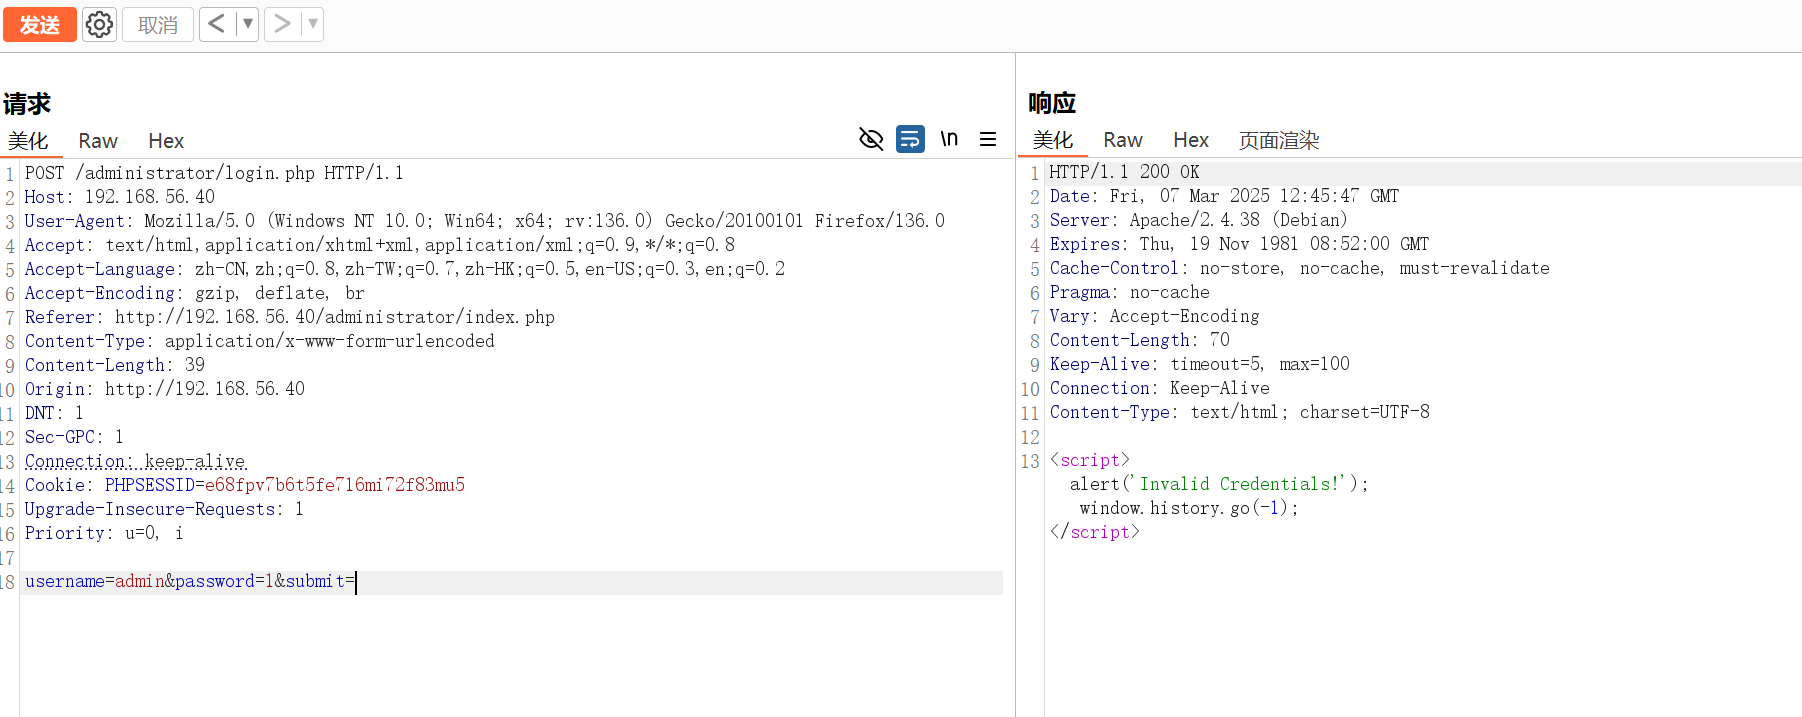 发送 取消 < ▼ > ▼
请求
美化 Raw Hex \n
1 POST /administrator/login.php HTTP/1.1
2 Host: 192.168.56.40
3 User-Agent: Mozilla/5.0 (Windows NT 10.0; Win64; x64; rv:136.0) Gecko/20100101 Firefox/136.0
4 Accept: text/html,application/xhtml+xml,application/xml;q=0.9,*/*;q=0.8
5 Accept-Language: zh-CN,zh;q=0.8,zh-TW;q=0.7,zh-HK;q=0.5,en-US;q=0.3,en;q=0.2
6 Accept-Encoding: gzip, deflate, br
7 Referer: http://192.168.56.40/administrator/index.php
8 Content-Type: application/x-www-form-urlencoded
9 Content-Length: 39
10 Origin: http://192.168.56.40
11 DNT: 1
12 Sec-GPC: 1
13 Connection: keep-alive
14 Cookie: PHPSESSID=e68fpv7b6t5fe716mi72f83mu5
15 Upgrade-Insecure-Requests: 1
16 Priority: u=0, i
17
18 username=admin&password=1&submit=
响应
美化 Raw Hex 页面渲染
1 HTTP/1.1 200 OK
2 Date: Fri, 07 Mar 2025 12:45:47 GMT
3 Server: Apache/2.4.38 (Debian)
4 Expires: Thu, 19 Nov 1981 08:52:00 GMT
5 Cache-Control: no-store, no-cache, must-revalidate
6 Pragma: no-cache
7 Vary: Accept-Encoding
8 Content-Length: 70
9 Keep-Alive: timeout=5, max=100
10 Connection: Keep-Alive
11 Content-Type: text/html; charset=UTF-8
12
13 <script>
alert('Invalid Credentials!');
window.history.go(-1);
</script>